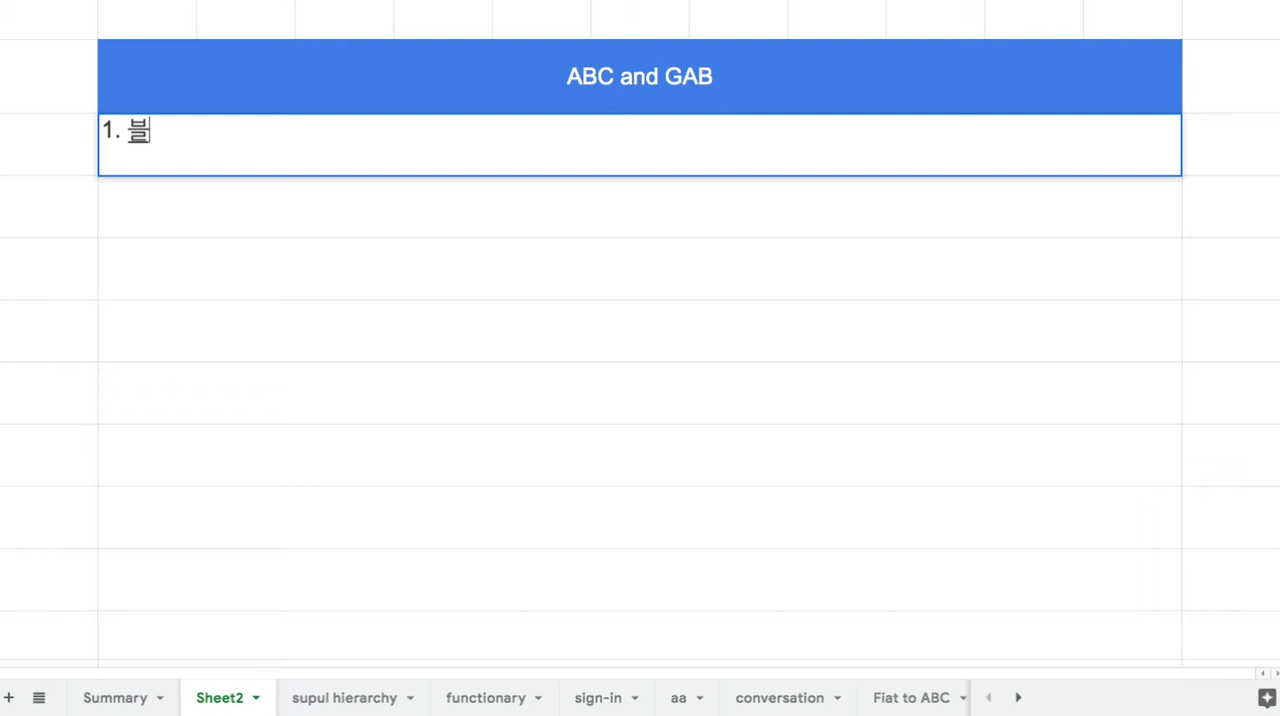 ABC and GAB
1. 블
Summary
Sheet2
supul hierarchy
functionary
sign-in
aa
conversation
Fiat to ABC